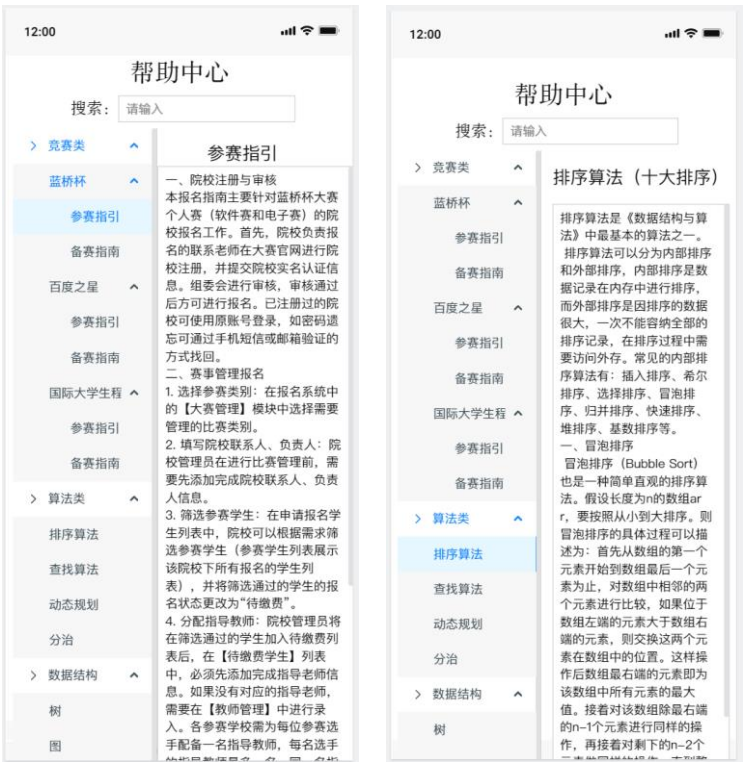 12:00
帮助中心
搜索：
请输入
竞赛类
蓝桥杯
参赛指引
备赛指南
百度之星
参赛指引
备赛指南
国际大学生程
参赛指引
备赛指南
算法类
排序算法
查找算法
动态规划
分治
数据结构
树
图
参赛指引
一、院校注册与审核
本报名指南主要针对蓝桥杯大赛
个人赛（软件赛和电子赛）的院
校报名工作。首先，院校负责报
名的联系老师在大赛官网进行院
校注册，并提交院校实名认证信
息。组委会进行审核，审核通过
后方可进行报名。已注册过的院
校可使用原账号登录，如密码遗
忘可通过手机短信或邮箱验证的
方式找回。
二、赛事管理报名
1. 选择参赛类别：在报名系统中
的【大赛管理】模块中选择需要
管理的比赛类别。
2. 填写院校联系人、负责人：院
校管理员在进行比赛管理前，需
要先添加完成院校联系人、负责
人信息。
3. 筛选参赛学生：在申请报名学
生列表中，院校可以根据需求筛
选参赛学生（参赛学生列表展示
该院校下所有报名的学生列
表），并将筛选通过的学生的报
名状态更改为“待缴费”。
4. 分配指导教师：院校管理员将
在筛选通过的学生加入待缴费列
表后，在【待缴费学生】列表
中，必须先添加完成指导老师信
息。如果没有对应的指导老师，
需要在【教师管理】中进行录
入。各参赛学校需为每位参赛选
手配备一名指导教师，每名选手
12:00
帮助中心
搜索：
请输入
竞赛类
蓝桥杯
参赛指引
备赛指南
百度之星
参赛指引
备赛指南
国际大学生程
参赛指引
备赛指南
算法类
排序算法
查找算法
动态规划
分治
数据结构
树
排序算法（十大排序）
排序算法是《数据结构与算
法》中最基本的算法之一。
排序算法可以分为内部排序
和外部排序，内部排序是数
据记录在内存中进行排序，
而外部排序是因排序的数据
很大，一次不能容纳全部的
排序记录，在排序过程中需
要访问外存。常见的内部排
序算法有：插入排序、希尔
排序、选择排序、冒泡排
序、归并排序、快速排序、
堆排序、基数排序等。
一、冒泡排序
冒泡排序（Bubble Sort）
也是一种简单直观的排序算
法。假设长度为n的数组ar
r，要按照从小到大排序。则
冒泡排序的具体过程可以描
述为：首先从数组的第一个
元素开始到数组最后一个元
素为止，对数组中相邻的两
个元素进行比较，如果位于
数组左端的元素大于数组右
端的元素，则交换这两个元
素在数组中的位置。这样操
作后数组最右端的元素即为
该数组中所有元素的最大
值。接着对该数组除最右端
的n-1个元素进行同样的操
作，再接着对剩下的n-2个